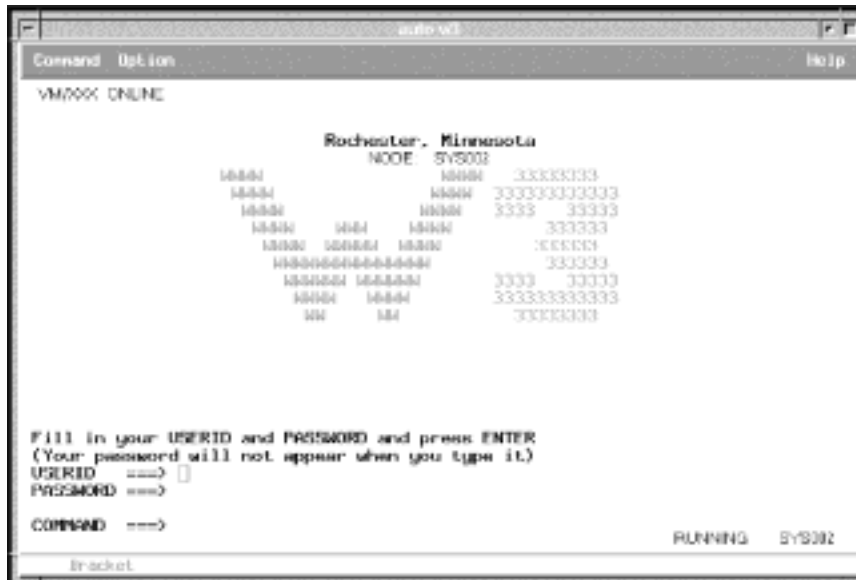 auto w3
Command Option Help
VM/XXX ONLINE
Rochester, Minnesota
NODE SYS002
WWWW WWWW 33333333
WWWW WWWW 333333333333
WWWW WWWW 3333 33333
WWWW WWW WWWW 333333
WWWW WWWWW WWWW 333333
WWWWWWWWWWWWWWW 333333
WWWWWW WWWWWW 3333 33333
WWWW WWWW 333333333333
WW WW 33333333
Fill in your USERID and PASSWORD and press ENTER
(Your password will not appear when you type it)
USERID ===>
PASSWORD ===>
COMMAND ===>
RUNNING SYS002
Bracket